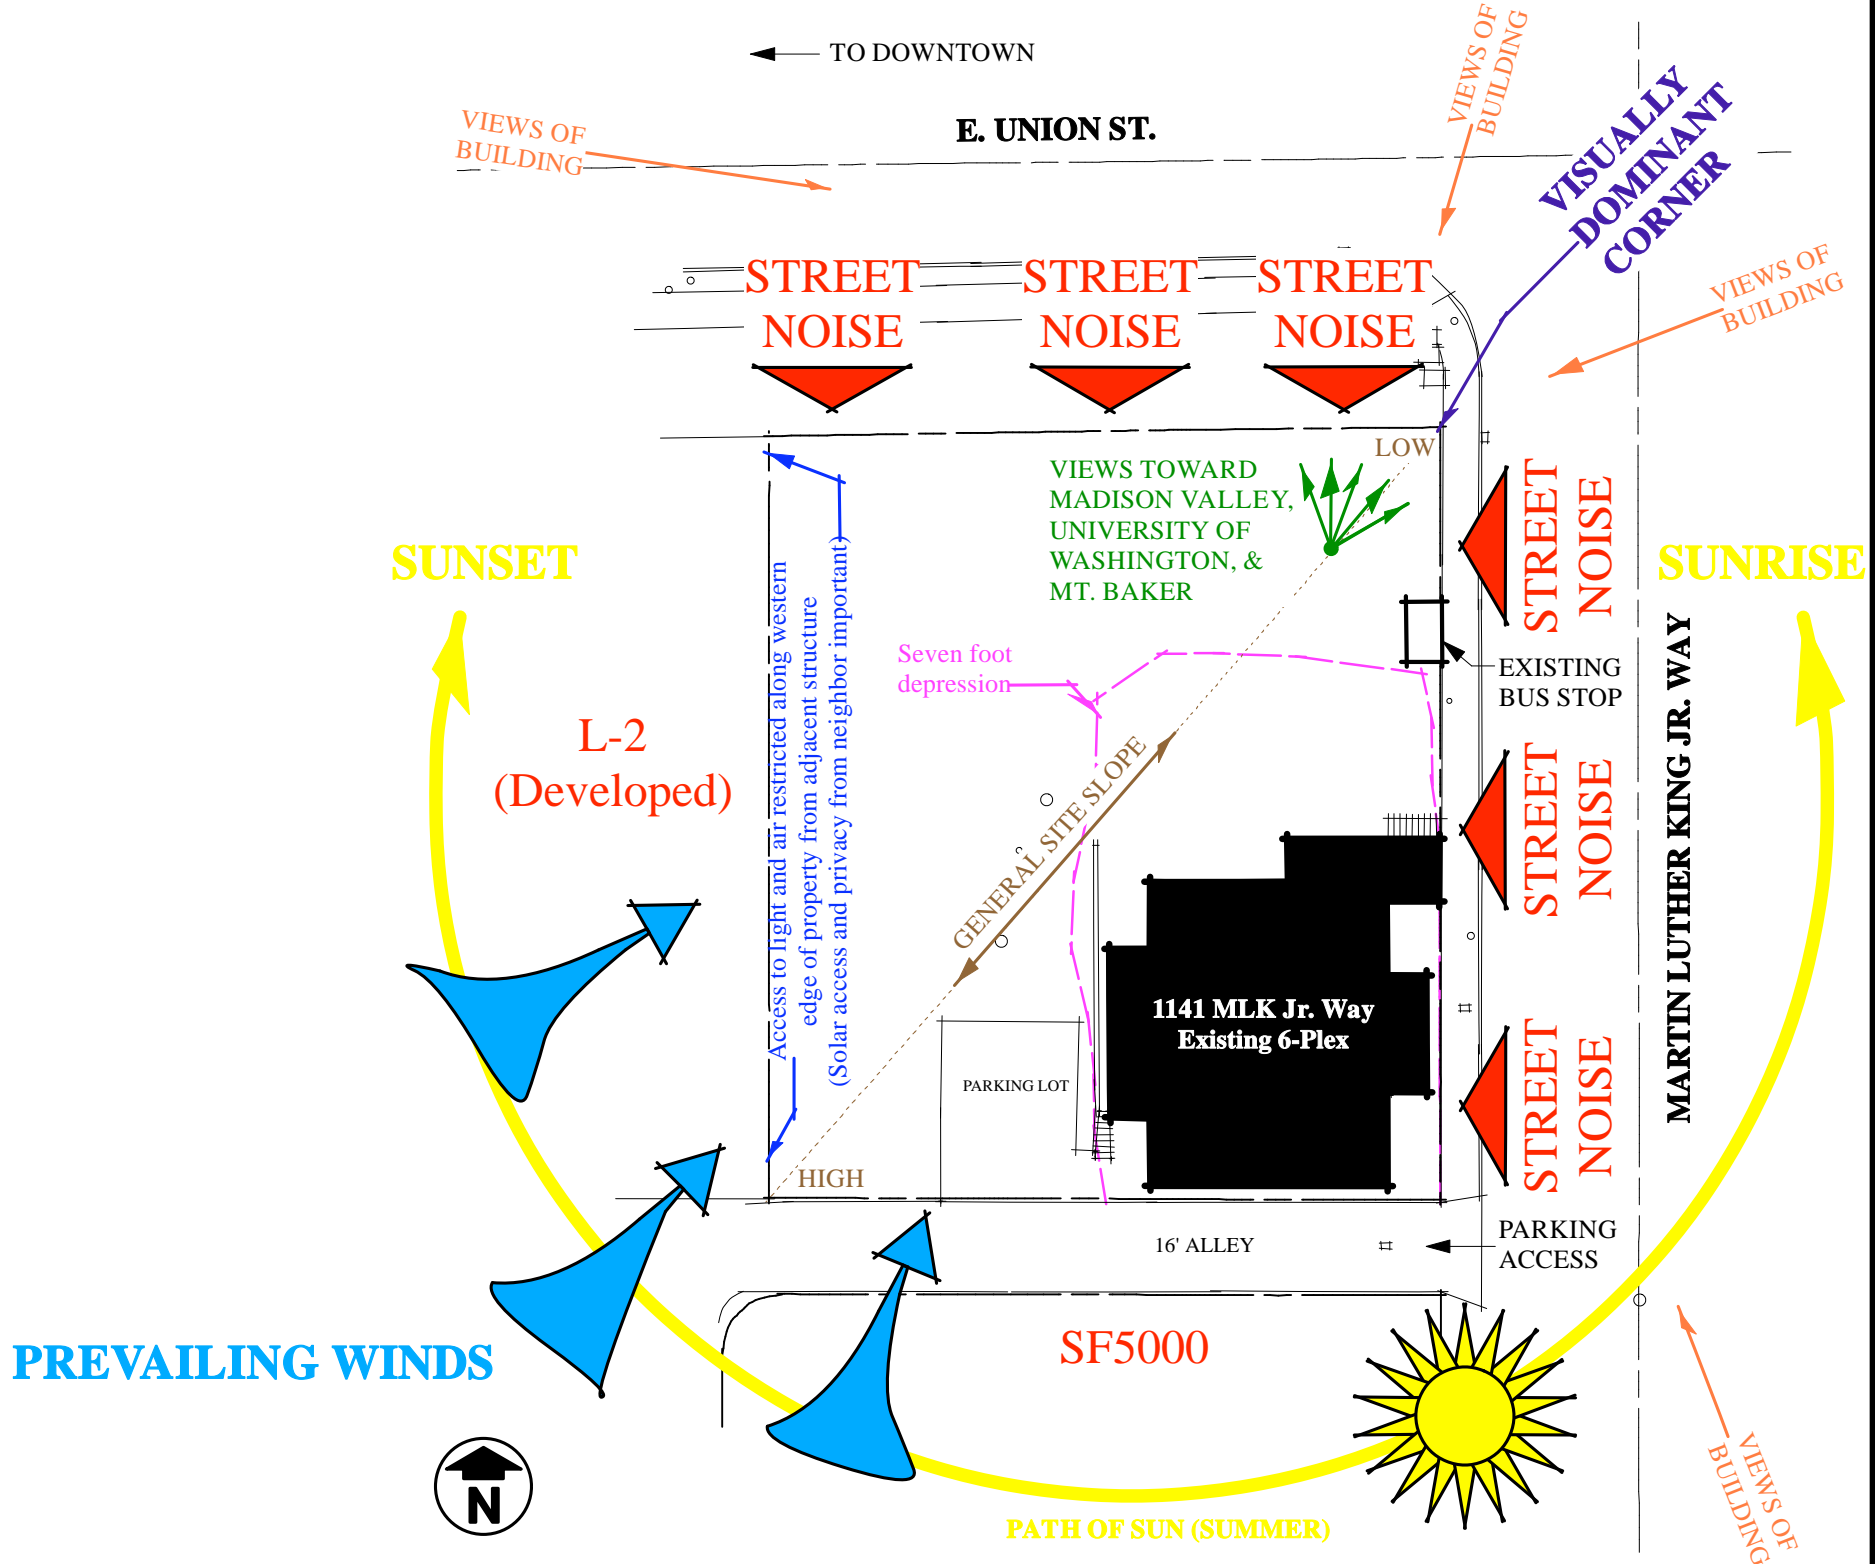 TO DOWNTOWN
VIEWS OF
BUILDING
VIEWS OF
BUILDING
E. UNION ST.
VISUALLY
DOMINANT
CORNER
VIEWS OF
BUILDING
STREET
NOISE
STREET
NOISE
STREET
NOISE
LOW
VIEWS TOWARD
MADISON VALLEY,
UNIVERSITY OF
WASHINGTON, &
MT. BAKER
STREET
NOISE
SUNSET
SUNRISE
Access to light and air restricted along western
edge of property from adjacent structure
(Solar access and privacy from neighbor important)
Seven foot
depression
EXISTING
BUS STOP
MARTIN LUTHER KING JR. WAY
L-2
(Developed)
GENERAL SITE SLOPE
STREET
NOISE
1141 MLK Jr. Way
Existing 6-Plex
PARKING LOT
STREET
NOISE
HIGH
16' ALLEY
PARKING
ACCESS
SF5000
PREVAILING WINDS
N
PATH OF SUN (SUMMER)
VIEWS OF
BUILDING